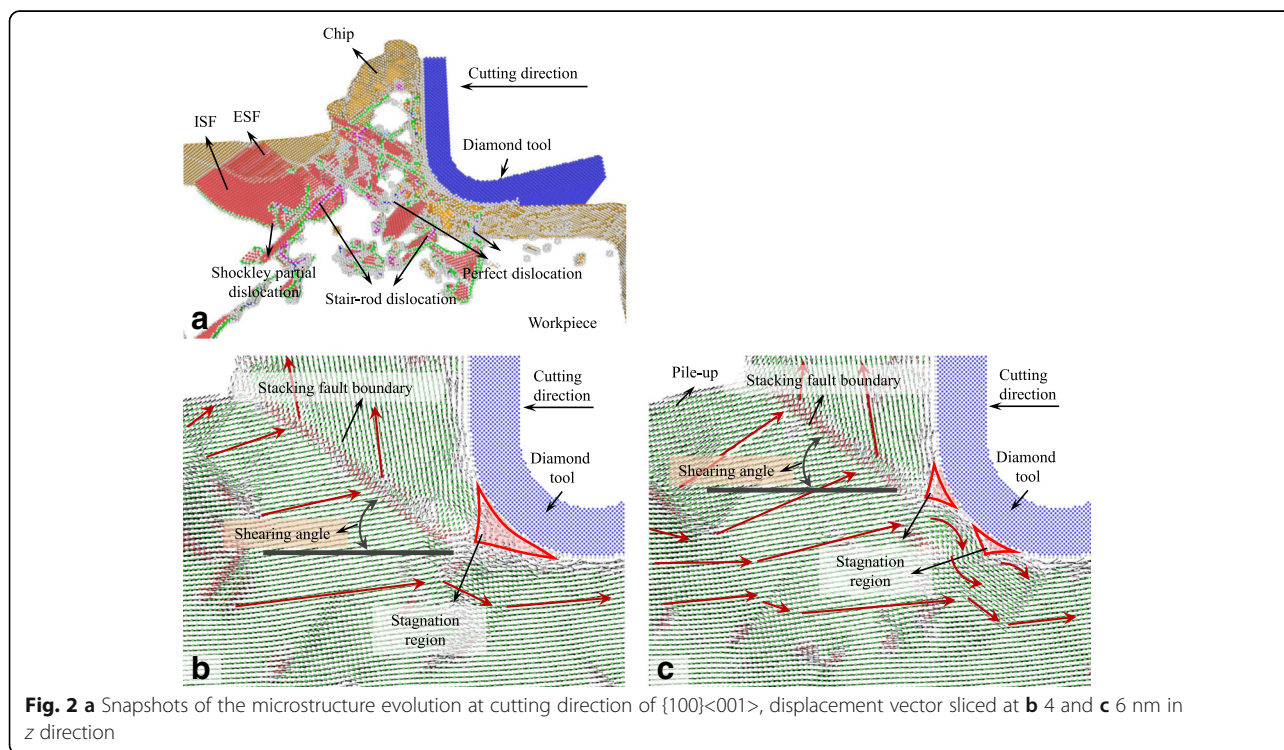 Chip
Cutting direction
ISF
ESF
Diamond tool
Shockley partial
dislocation
Stair-rod dislocation
Perfect dislocation
Workpiece
a
Stacking fault boundary
Cutting
direction
Diamond
tool
Shearing angle
Stagnation
region
b
Pile-up
Stacking fault boundary
Cutting
direction
Shearing angle
Diamond
tool
Stagnation
region
c
Fig. 2 a Snapshots of the microstructure evolution at cutting direction of {100}<001>, displacement vector sliced at b 4 and c 6 nm in
z direction